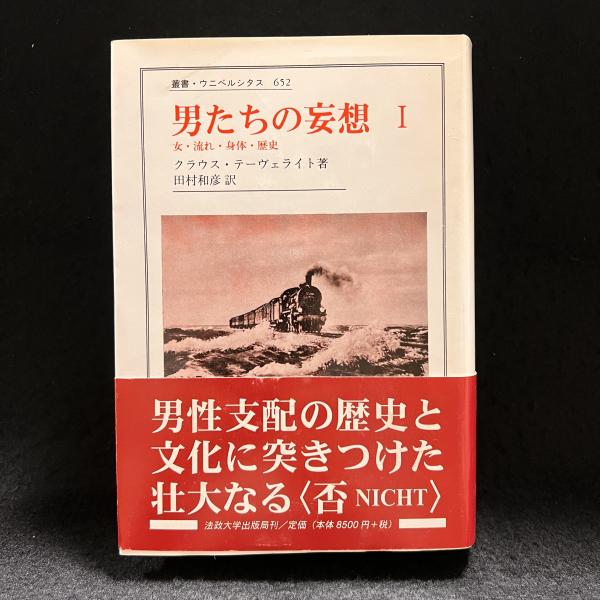 叢書・ウニベルシタス 652
男たちの妄想 I
女・流れ・身体・歴史
クラウス・テーヴェライト著
田村和彦 訳
男性支配の歴史と
文化に突きつけた
壮大なる〈否 NICHT〉
法政大学出版局刊／定価（本体8500円＋税）